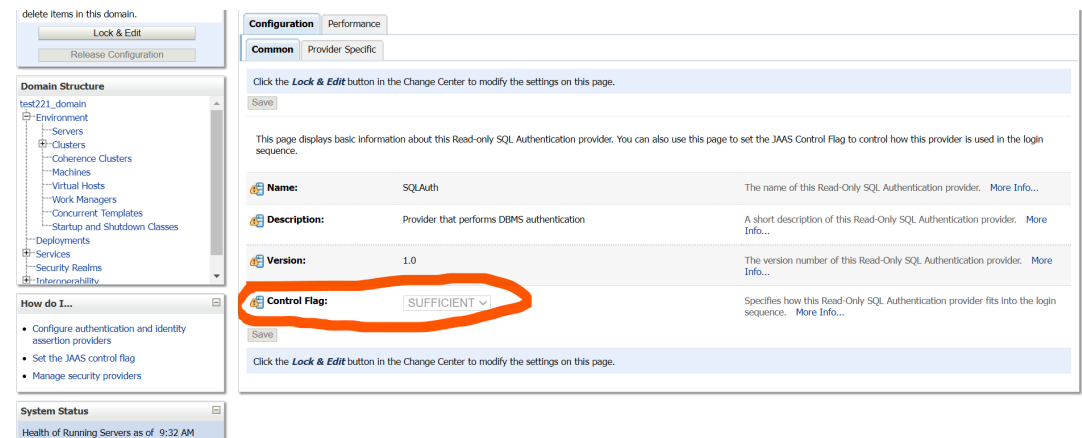 delete items in this domain.
Lock & Edit
Release Configuration
Domain Structure
test221_domain
Environment
Servers
Clusters
Coherence Clusters
Machines
Virtual Hosts
Work Managers
Concurrent Templates
Startup and Shutdown Classes
Deployments
Services
Security Realms
Interoperability
How do I...
Configure authentication and identity
assertion providers
Set the JAAS control flag
Manage security providers
System Status
Health of Running Servers as of 9:32 AM
Configuration Performance
Common Provider Specific
Click the Lock & Edit button in the Change Center to modify the settings on this page.
Save
This page displays basic information about this Read-only SQL Authentication provider. You can also use this page to set the JAAS Control Flag to control how this provider is used in the login
sequence.
Name: SQLAuth The name of this Read-Only SQL Authentication provider. More Info...
Description: Provider that performs DBMS authentication A short description of this Read-Only SQL Authentication provider. More
Info...
Version: 1.0 The version number of this Read-Only SQL Authentication provider. More
Info...
Control Flag: SUFFICIENT Specifies how this Read-Only SQL Authentication provider fits into the login
sequence. More Info...
Save
Click the Lock & Edit button in the Change Center to modify the settings on this page.